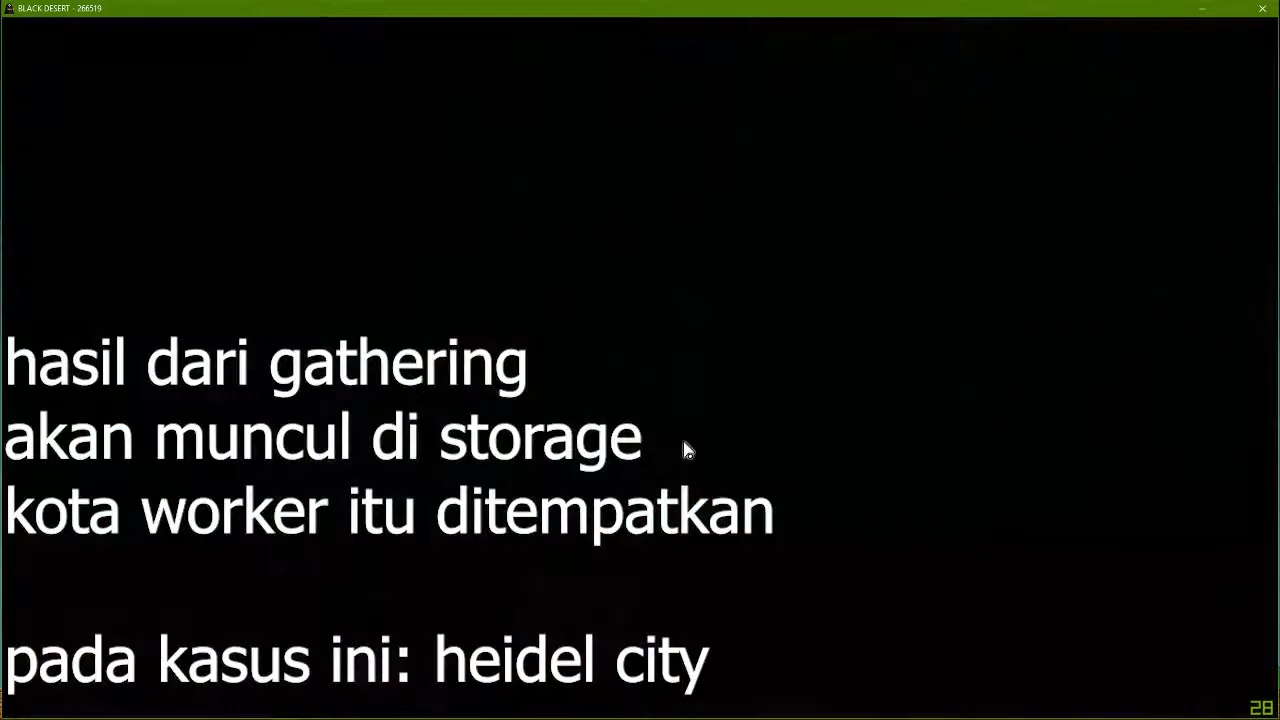 BLACK DESERT - 266519
hasil dari gathering
akan muncul di storage
kota worker itu ditempatkan
pada kasus ini: heidel city
28